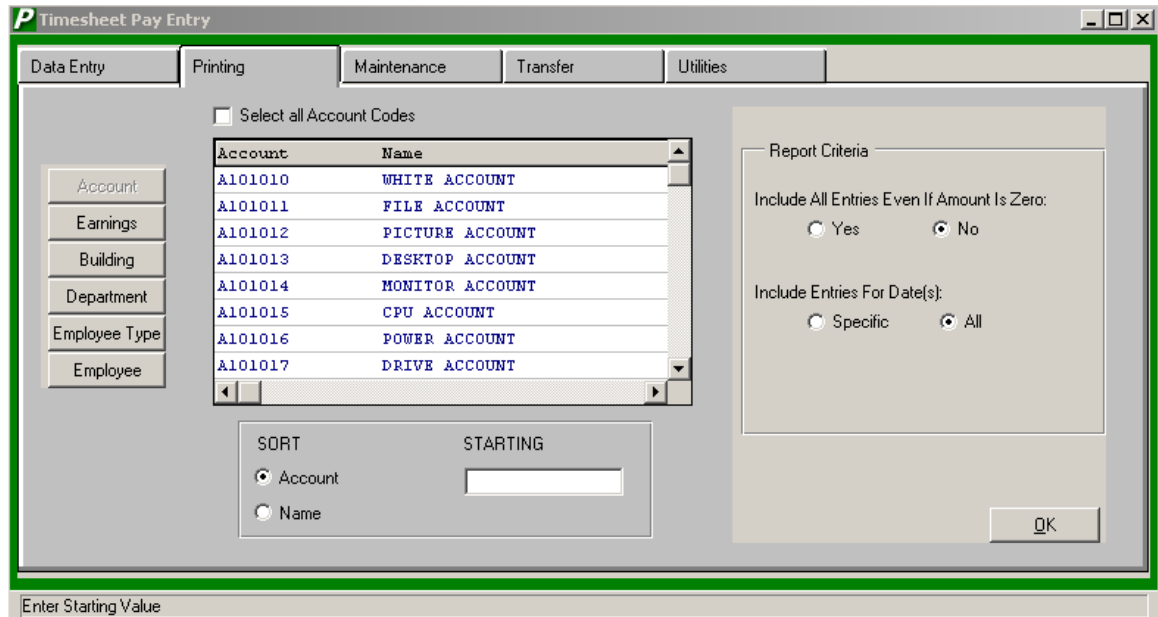 P Timesheet Pay Entry
Data Entry Printing Maintenance Transfer Utilities
Select all Account Codes
Account Name
A101010 WHITE ACCOUNT
A101011 FILE ACCOUNT
A101012 PICTURE ACCOUNT
A101013 DESKTOP ACCOUNT
A101014 MONITOR ACCOUNT
A101015 CPU ACCOUNT
A101016 POWER ACCOUNT
A101017 DRIVE ACCOUNT
Account
Earnings
Building
Department
Employee Type
Employee
SORT STARTING
Account
Name
Report Criteria
Include All Entries Even If Amount Is Zero:
Yes No
Include Entries For Date(s):
Specific All
OK
Enter Starting Value